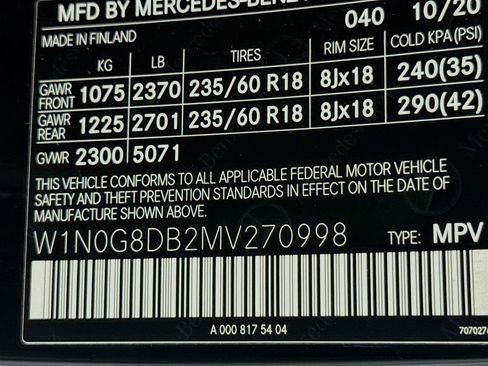 MFD BY MERCEDES-BENZ
040 10/20
MADE IN FINLAND
KG LB TIRES RIM SIZE COLD KPA (PSI)
GAWR FRONT 1075 2370 235/60 R18 8Jx18 240(35)
GAWR REAR 1225 2701 235/60 R18 8Jx18 290(42)
GWR 2300 5071
THIS VEHICLE CONFORMS TO ALL APPLICABLE FEDERAL MOTOR VEHICLE
SAFETY AND THEFT PREVENTION STANDARDS IN EFFECT ON THE DATE OF
MANUFACTURE SHOWN ABOVE.
W1N0G8DB2MV270998 TYPE: MPV
A 000 817 54 04
707027